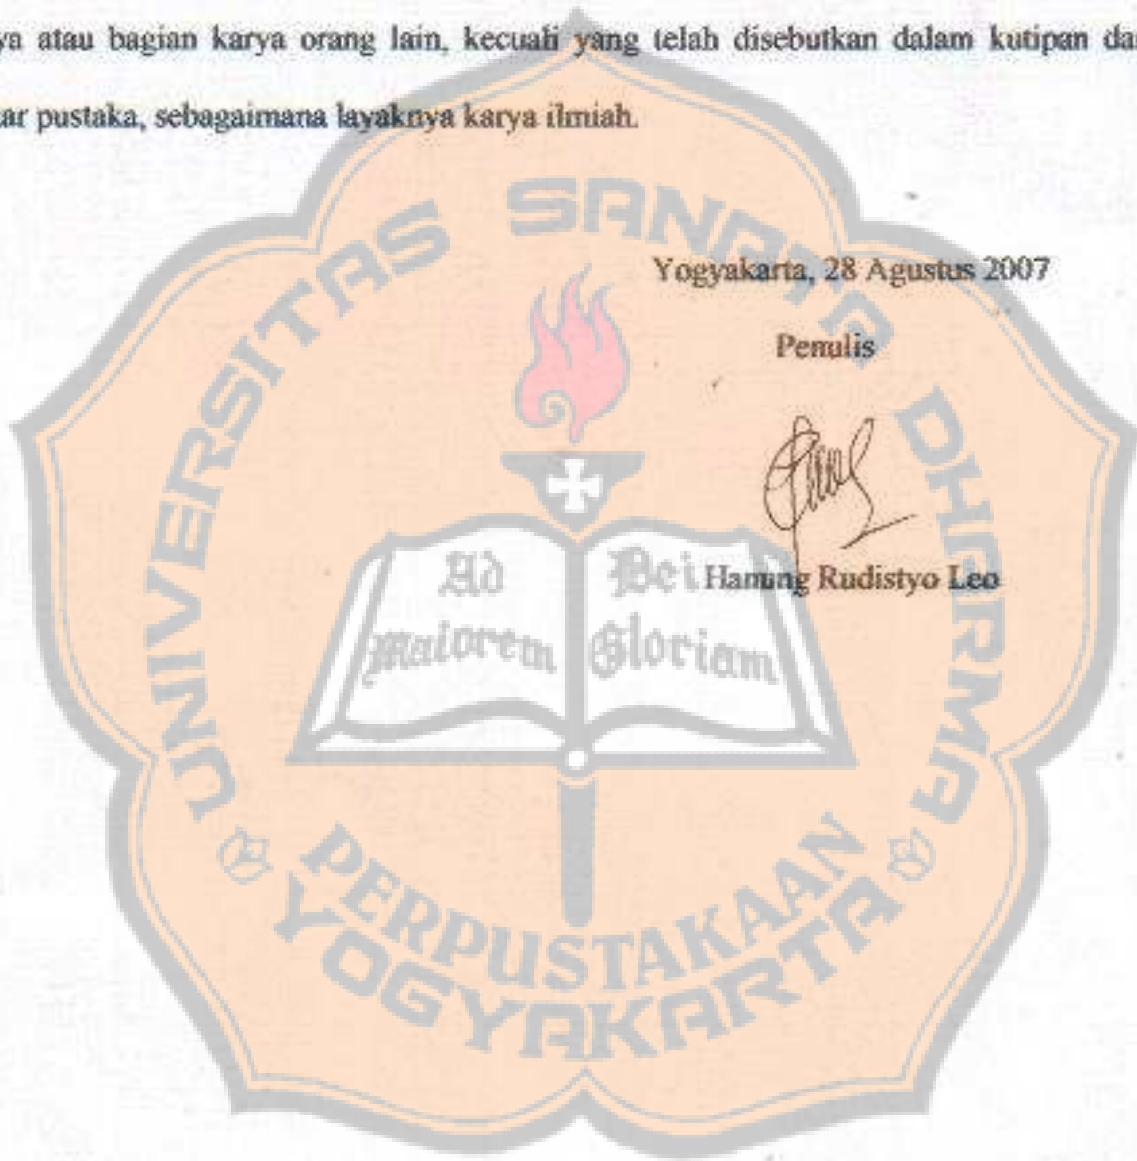 ya atau bagian karya orang lain, kecuali yang telah disebutkan dalam kutipan dan
ar pustaka, sebagaimana layaknya karya ilmiah.
Yogyakarta, 28 Agustus 2007
Penulis
Hanung Rudistyo Leo
UNIVERSITAS SANATA DHARMA
Ad Maiorem
Dei Gloriam
PERPUSTAKAAN
YOGYAKARTA